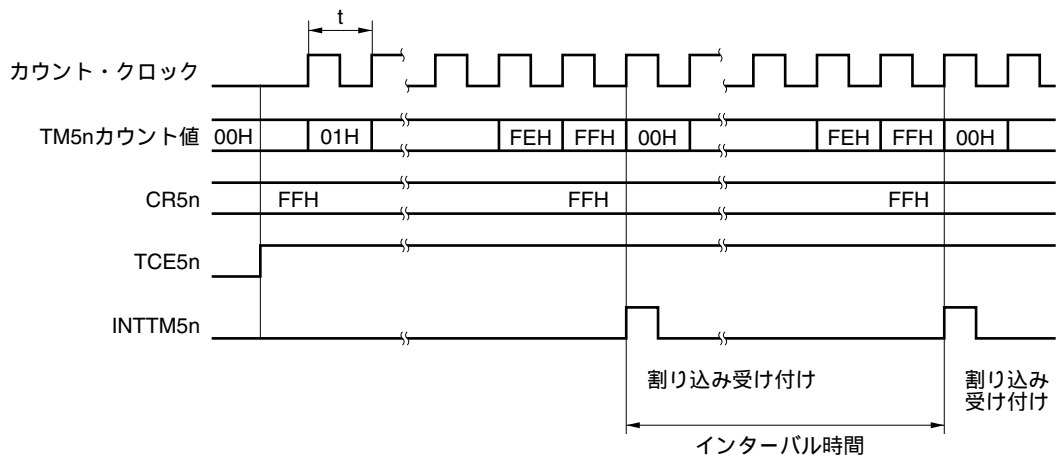 t
カウント・クロック
TM5nカウント値 00H 01H FEH FFH 00H FEH FFH 00H
CR5n FFH FFH FFH
TCE5n
INTTM5n
割り込み受け付け 割り込み
受け付け
インターバル時間